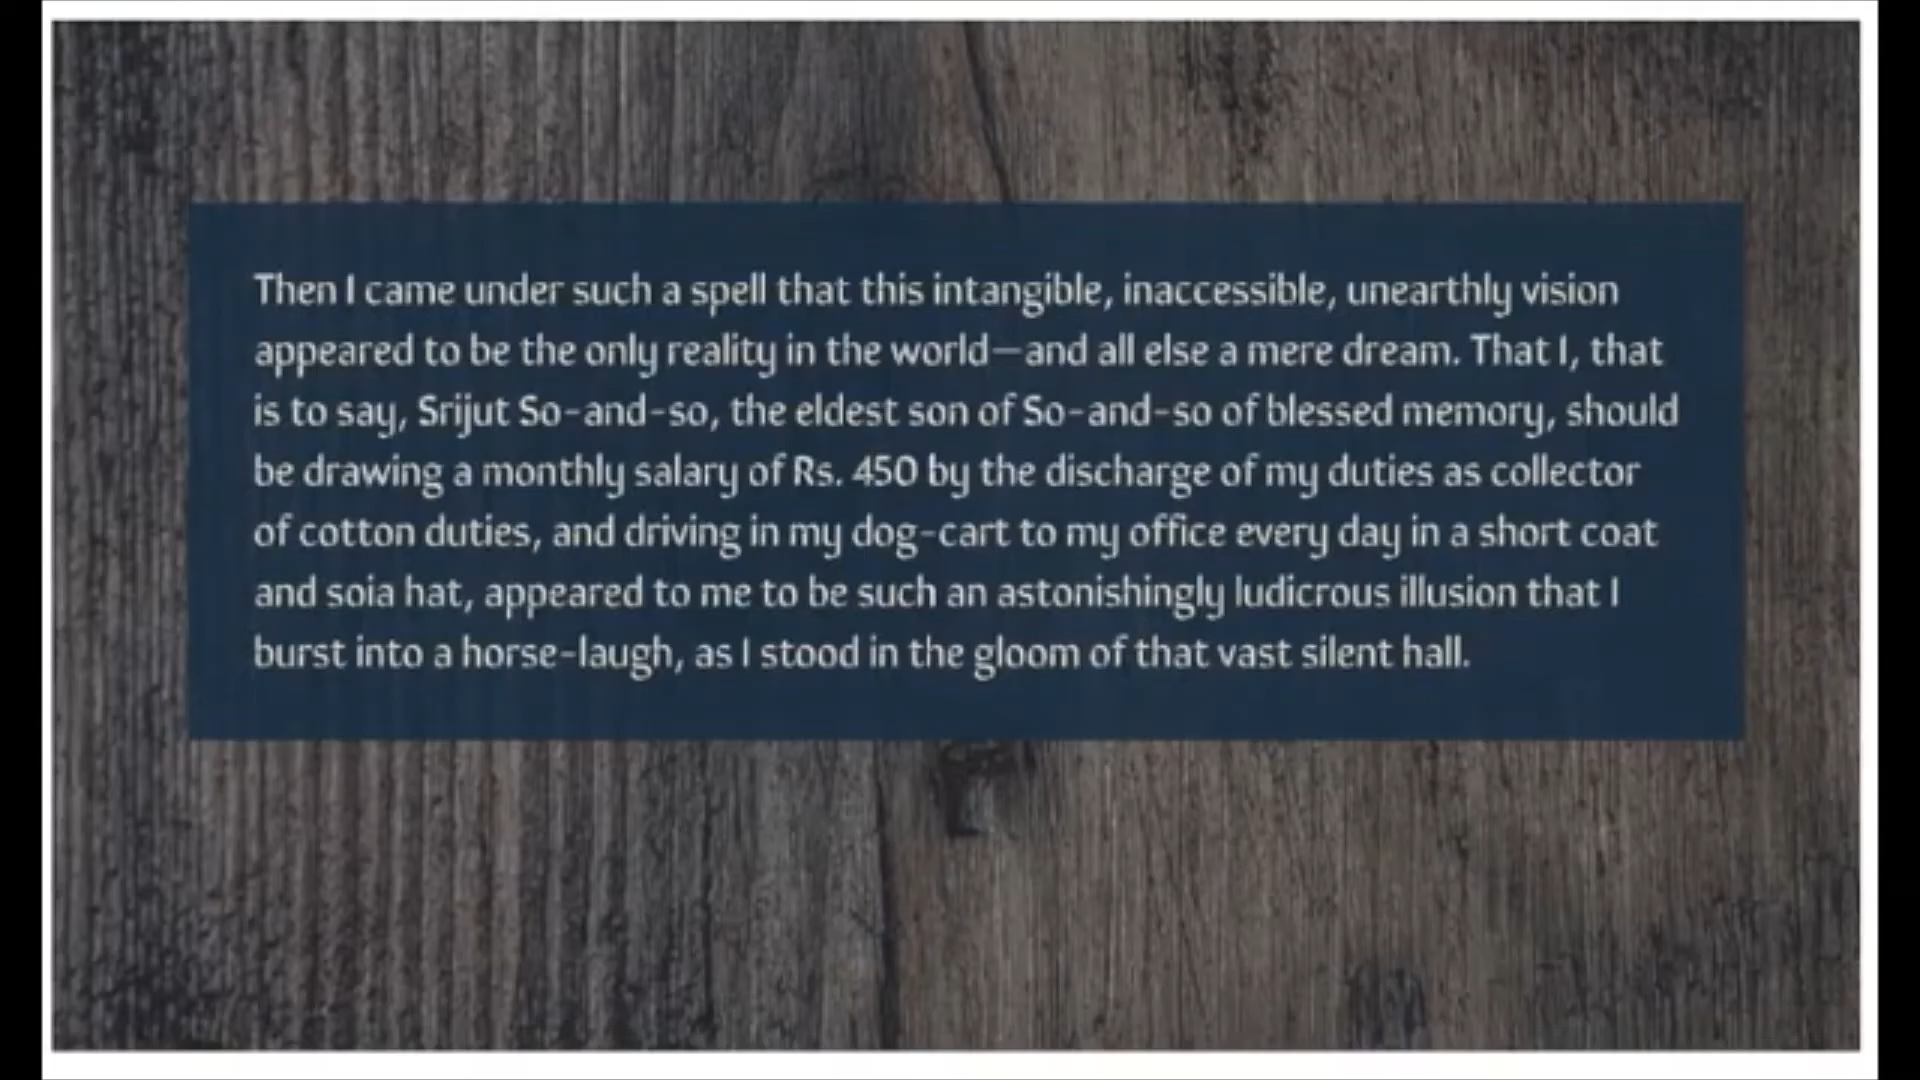 Then I came under such a spell that this intangible, inaccessible, unearthly vision
appeared to be the only reality in the world—and all else a mere dream. That I, that
is to say, Srijut So-and-so, the eldest son of So-and-so of blessed memory, should
be drawing a monthly salary of Rs. 450 by the discharge of my duties as collector
of cotton duties, and driving in my dog-cart to my office every day in a short coat
and soia hat, appeared to me to be such an astonishingly ludicrous illusion that I
burst into a horse-laugh, as I stood in the gloom of that vast silent hall.